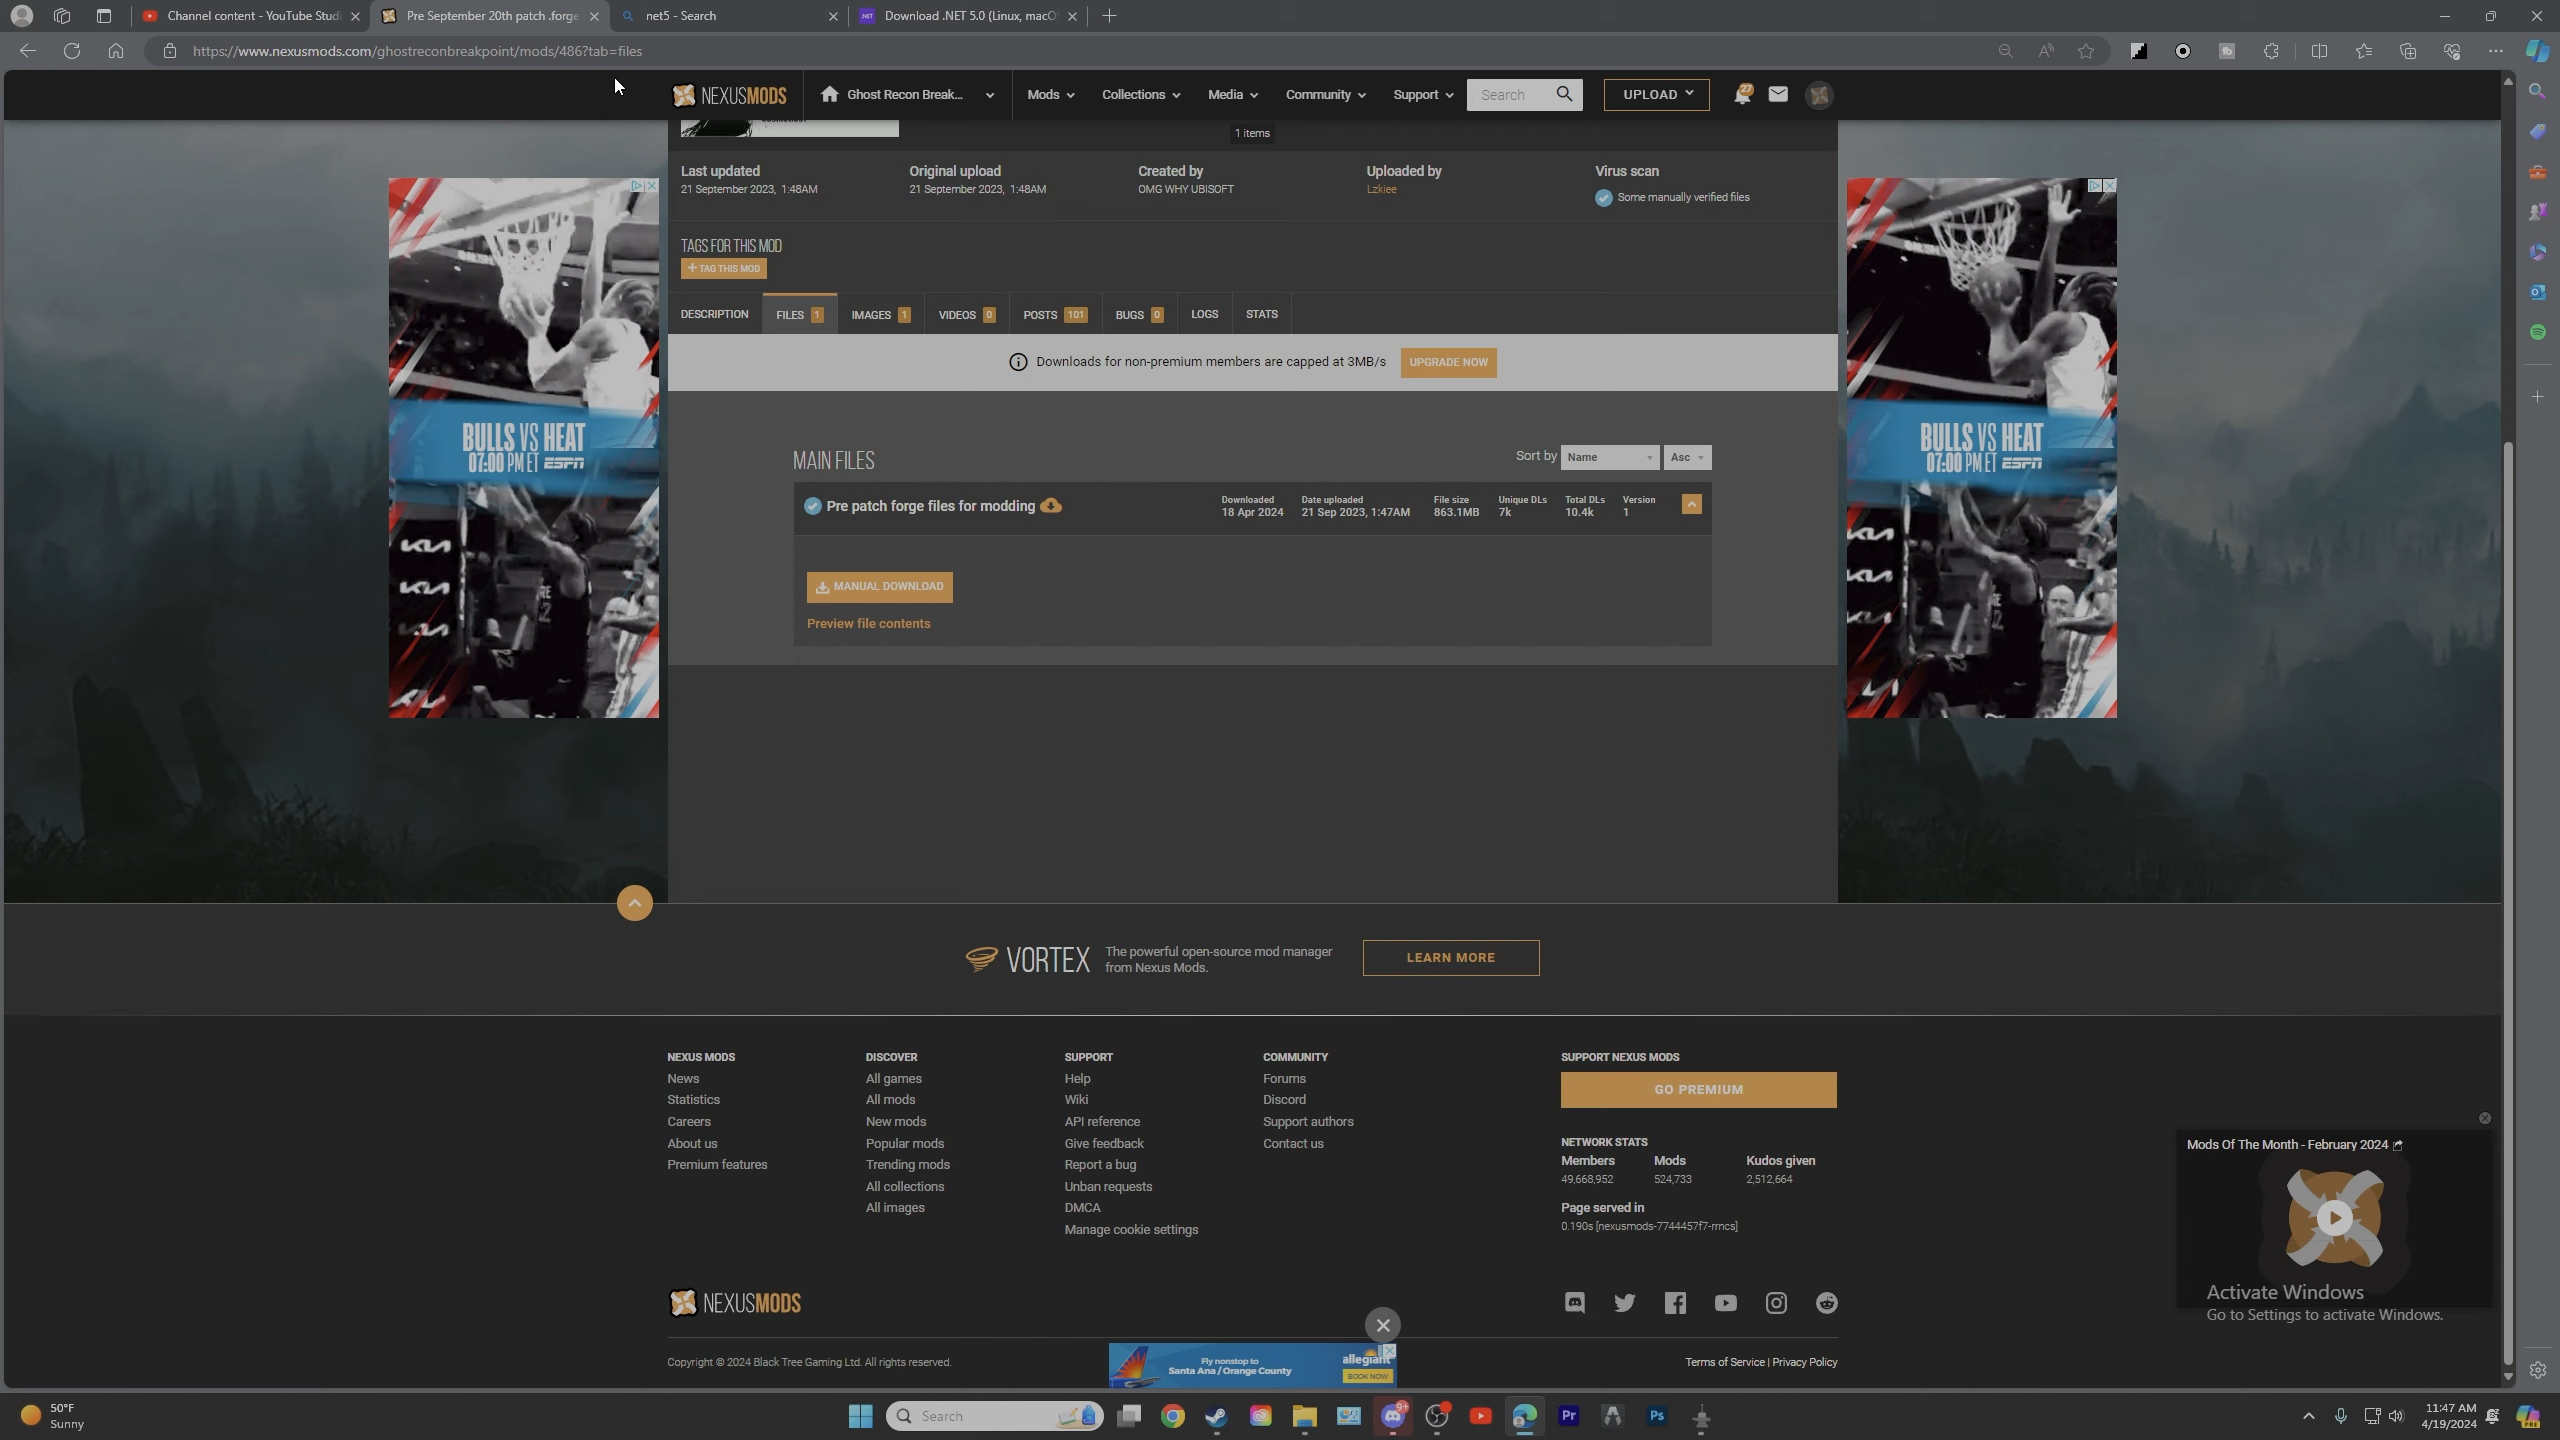 Channel content - YouTube Studi
Pre September 20th patch .forge
net5 - Search
Download .NET 5.0 (Linux, macO
https://www.nexusmods.com/ghostreconbreakpoint/mods/486?tab=files
NEXUSMODS
Ghost Recon Break...
Mods
Collections
Media
Community
Support
Search
UPLOAD
27
1 items
Last updated
21 September 2023, 1:48AM
Original upload
21 September 2023, 1:48AM
Created by
OMG WHY UBISOFT
Uploaded by
Lzkiee
Virus scan
Some manually verified files
TAGS FOR THIS MOD
+ TAG THIS MOD
DESCRIPTION
FILES 1
IMAGES 1
VIDEOS 0
POSTS 101
BUGS 0
LOGS
STATS
Downloads for non-premium members are capped at 3MB/s
UPGRADE NOW
BULLS VS HEAT
07:00 PM ET ESPN
BULLS VS HEAT
07:00 PM ET ESPN
MAIN FILES
Sort by Name Asc
Pre patch forge files for modding
Downloaded
18 Apr 2024
Date uploaded
21 Sep 2023, 1:47AM
File size
863.1MB
Unique DLs
7k
Total DLs
10.4k
Version
1
MANUAL DOWNLOAD
Preview file contents
VORTEX
The powerful open-source mod manager
from Nexus Mods.
LEARN MORE
NEXUS MODS
News
Statistics
Careers
About us
Premium features
DISCOVER
All games
All mods
New mods
Popular mods
Trending mods
All collections
All images
SUPPORT
Help
Wiki
API reference
Give feedback
Report a bug
Unban requests
DMCA
Manage cookie settings
COMMUNITY
Forums
Discord
Support authors
Contact us
SUPPORT NEXUS MODS
GO PREMIUM
NETWORK STATS
Members
49,668,952
Mods
524,733
Kudos given
2,512,664
Page served in
0.190s [nexusmods-7744457f7-rrncs]
Mods Of The Month - February 2024
Activate Windows
Go to Settings to activate Windows.
NEXUSMODS
Copyright © 2024 Black Tree Gaming Ltd. All rights reserved.
Fly nonstop to
Santa Ana / Orange County
allegiant
BOOK NOW
Terms of Service | Privacy Policy
50°F
Sunny
Search
9+
Pr
Ps
11:47 AM
4/19/2024